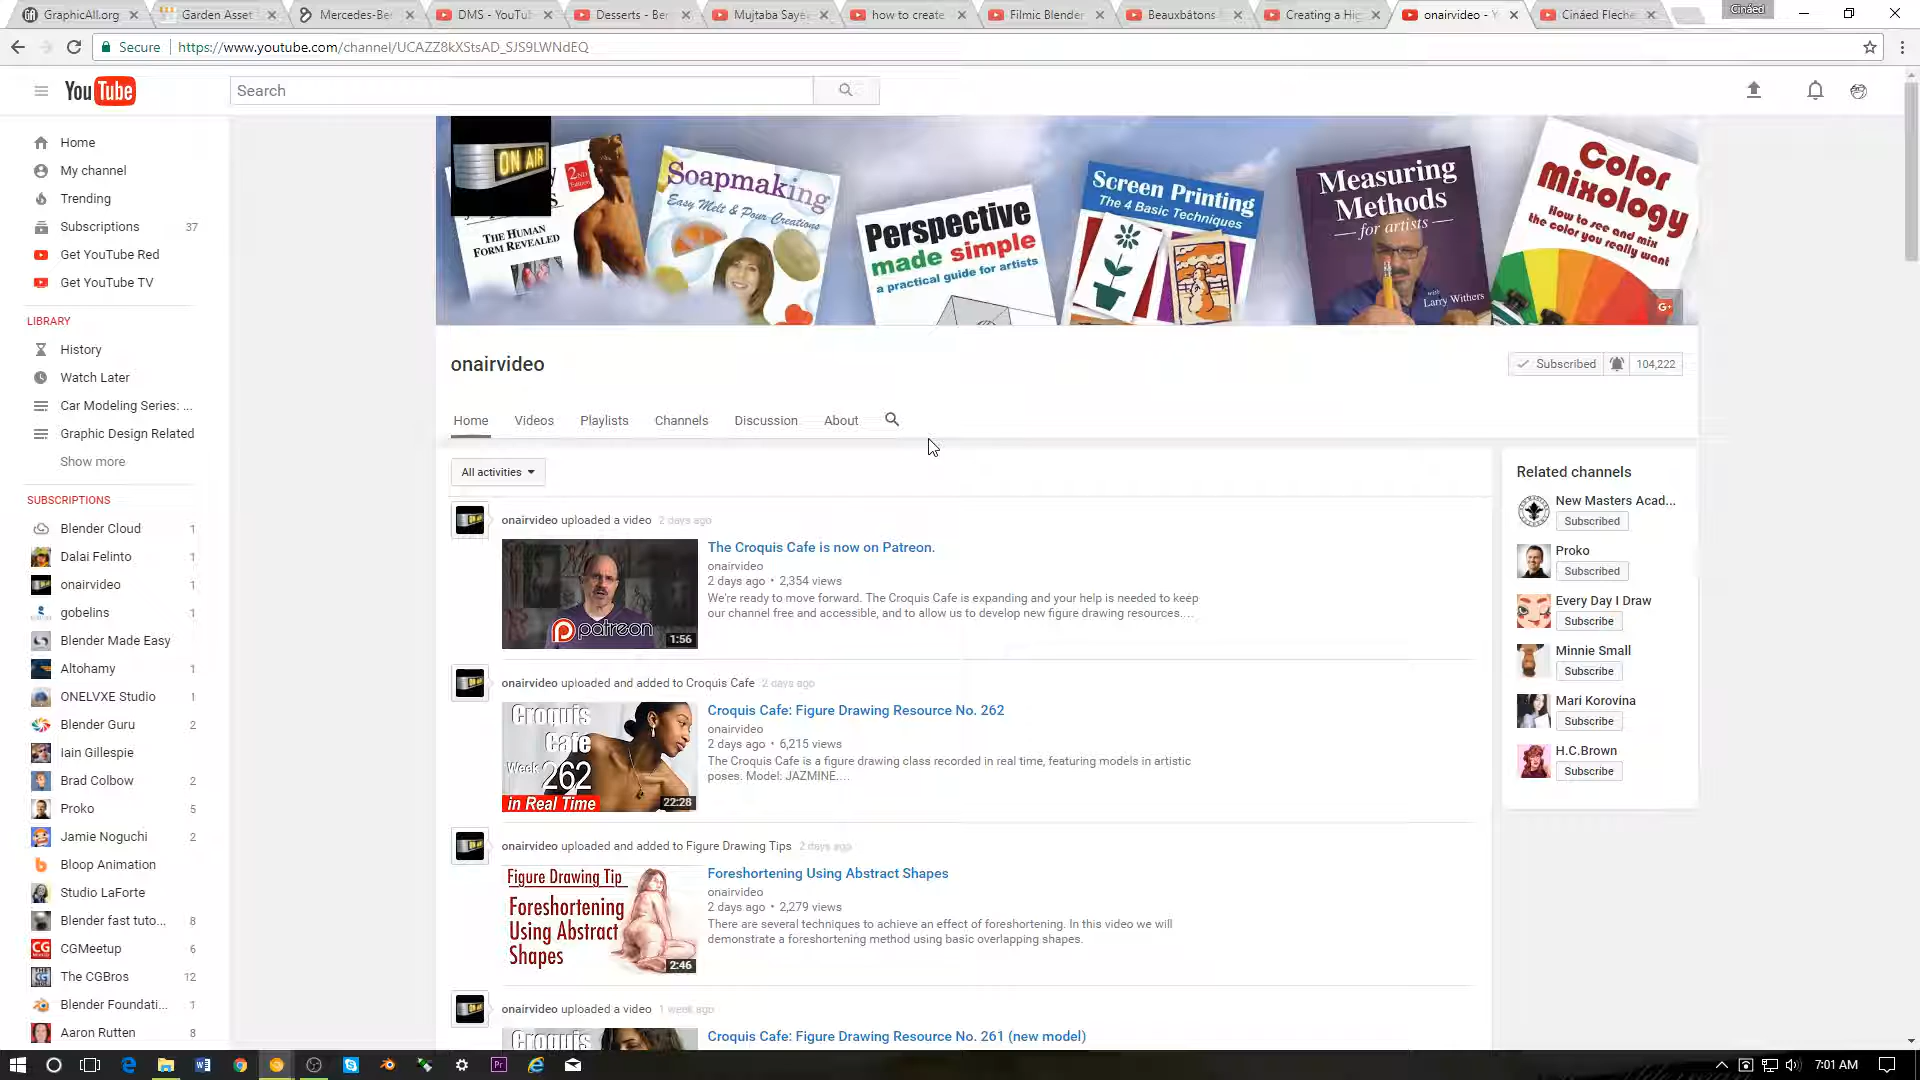 GraphicAll.org
Garden Asset
Mercedes-Be
DMS - YouTu
Desserts - Ber
Mujtaba Saye
how to create
Filmic Blender
Beauxbâtons
Creating a Hig
onairvideo - Y
Cináed Fleche
Cináed
Secure
https://www.youtube.com/channel/UCAZZ8kXStsAD_SJS9LWNdEQ
YouTube
Search
Home
My channel
Trending
Subscriptions 37
Get YouTube Red
Get YouTube TV
LIBRARY
History
Watch Later
Car Modeling Series: ...
Graphic Design Related
Show more
SUBSCRIPTIONS
Blender Cloud 1
Dalai Felinto 1
onairvideo 1
gobelins 1
Blender Made Easy
Altohamy 1
ONELVXE Studio 1
Blender Guru 2
Iain Gillespie
Brad Colbow 2
Proko 5
Jamie Noguchi 2
Bloop Animation
Studio LaForte
Blender fast tuto... 8
CGMeetup 6
The CGBros 12
Blender Foundati... 1
Aaron Rutten 8
ON AIR
2ND
Edition
THE HUMAN
FORM REVEALED
Soapmaking
Easy Melt & Pour Creations
Perspective
made simple
a practical guide for artists
Screen Printing
The 4 Basic Techniques
Measuring
Methods
for artists
with
Larry Withers
Color
Mixology
How to see and mix
the color you really want
G+
onairvideo
Subscribed 104,222
Home Videos Playlists Channels Discussion About
All activities
onairvideo uploaded a video 2 days ago
patreon
1:56
The Croquis Cafe is now on Patreon.
onairvideo
2 days ago • 2,354 views
We're ready to move forward. The Croquis Cafe is expanding and your help is needed to keep
our channel free and accessible, and to allow us to develop new figure drawing resources....
onairvideo uploaded and added to Croquis Cafe 2 days ago
Croquis
Cafe
Week 262
in Real Time
22:28
Croquis Cafe: Figure Drawing Resource No. 262
onairvideo
2 days ago • 6,215 views
The Croquis Cafe is a figure drawing class recorded in real time, featuring models in artistic
poses. Model: JAZMINE....
onairvideo uploaded and added to Figure Drawing Tips 2 days ago
Figure Drawing Tip
Foreshortening
Using Abstract
Shapes
2:46
Foreshortening Using Abstract Shapes
onairvideo
2 days ago • 2,279 views
There are several techniques to achieve an effect of foreshortening. In this video we will
demonstrate a foreshortening method using basic overlapping shapes.
onairvideo uploaded a video 1 week ago
Croquis
Croquis Cafe: Figure Drawing Resource No. 261 (new model)
Related channels
New Masters Acad...
Subscribed
Proko
Subscribed
Every Day I Draw
Subscribe
Minnie Small
Subscribe
Mari Korovina
Subscribe
H.C.Brown
Subscribe
Pr
7:01 AM